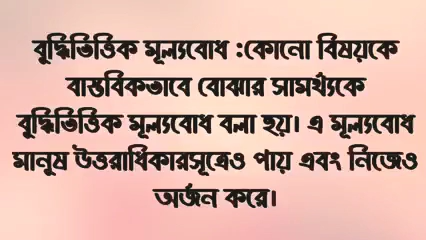 বুদ্ধিভিত্তিক মূল্যবোধ :কোনো বিষয়কে
বাস্তবিকভাবে বোঝার সামর্থ্যকে
বুদ্ধিভিত্তিক মূল্যবোধ বলা হয়। এ মূল্যবোধ
মানুষ উত্তরাধিকারসূত্রেও পায় এবং নিজেও
অর্জন করে।